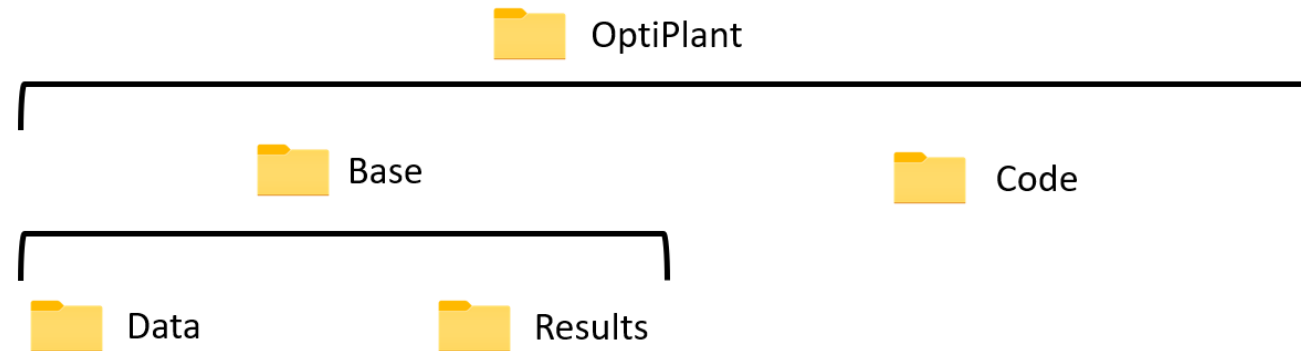 OptiPlant
Base
Code
Data
Results